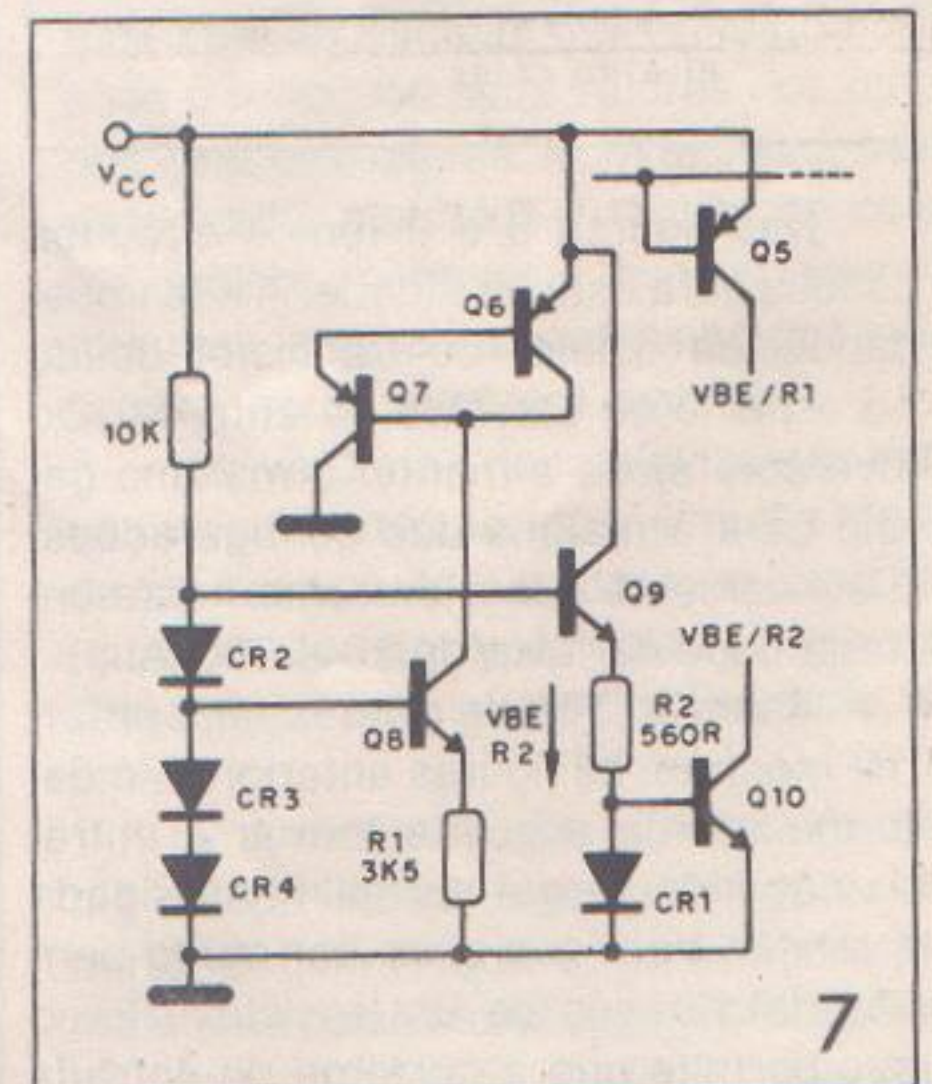 VCC
Q5
Q6
VBE/R1
Q7
10K
Q9
VBE/R2
CR2
Q8
VBE
R2
R2
560R
Q10
CR3
R1
3K5
CR4
CR1
7